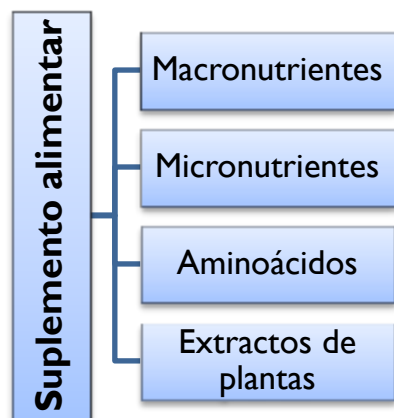 Suplemento alimentar
Macronutrientes
Micronutrientes
Aminoácidos
Extractos de
plantas